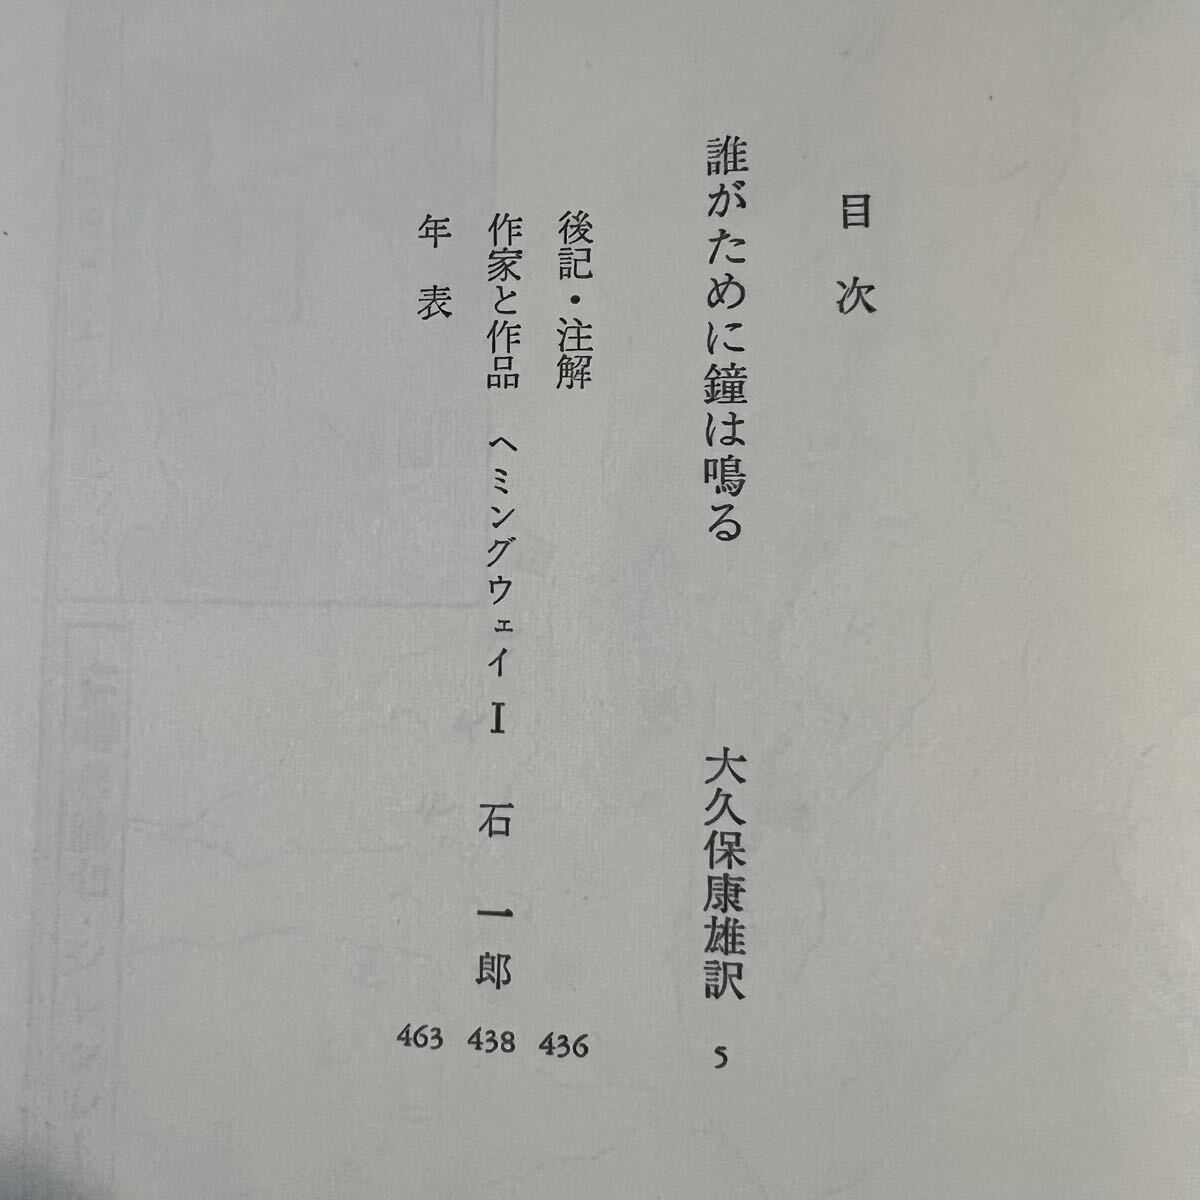 目次
誰がために鐘は鳴る 大久保康雄訳 5
後記・注解 436
作家と作品 ヘミングウェイ I 石一郎 438
年表 463